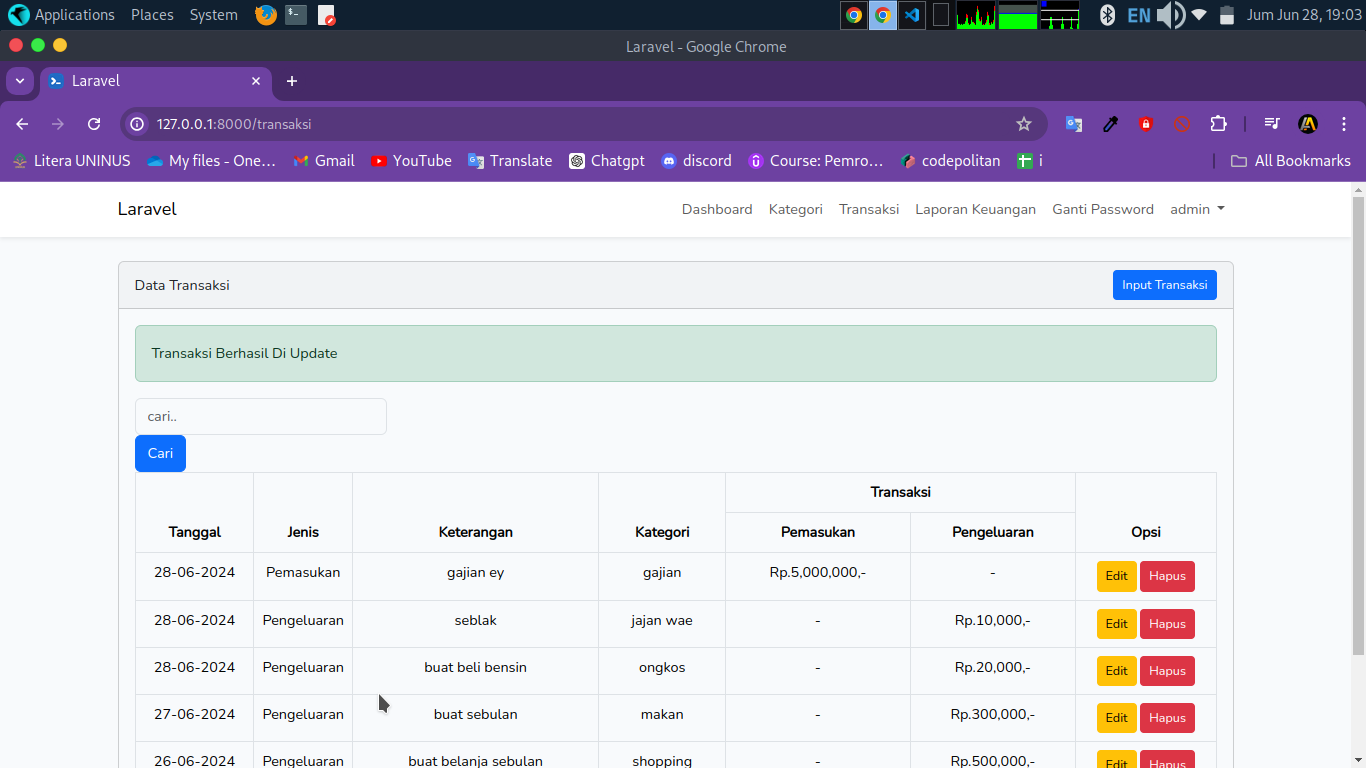 Applications Places System EN Jum Jun 28, 19:03
Laravel - Google Chrome
Laravel
127.0.0.1:8000/transaksi
Litera UNINUS My files - One... Gmail YouTube Translate Chatgpt discord Course: Pemro... codepolitan i All Bookmarks
Laravel Dashboard Kategori Transaksi Laporan Keuangan Ganti Password admin
Data Transaksi Input Transaksi
Transaksi Berhasil Di Update
cari..
Cari
Transaksi
Tanggal Jenis Keterangan Kategori Pemasukan Pengeluaran Opsi
28-06-2024 Pemasukan gajian ey gajian Rp.5,000,000,- - Edit Hapus
28-06-2024 Pengeluaran seblak jajan wae - Rp.10,000,- Edit Hapus
28-06-2024 Pengeluaran buat beli bensin ongkos - Rp.20,000,- Edit Hapus
27-06-2024 Pengeluaran buat sebulan makan - Rp.300,000,- Edit Hapus
26-06-2024 Pengeluaran buat belanja sebulan shopping - Rp.500,000,- Edit Hapus